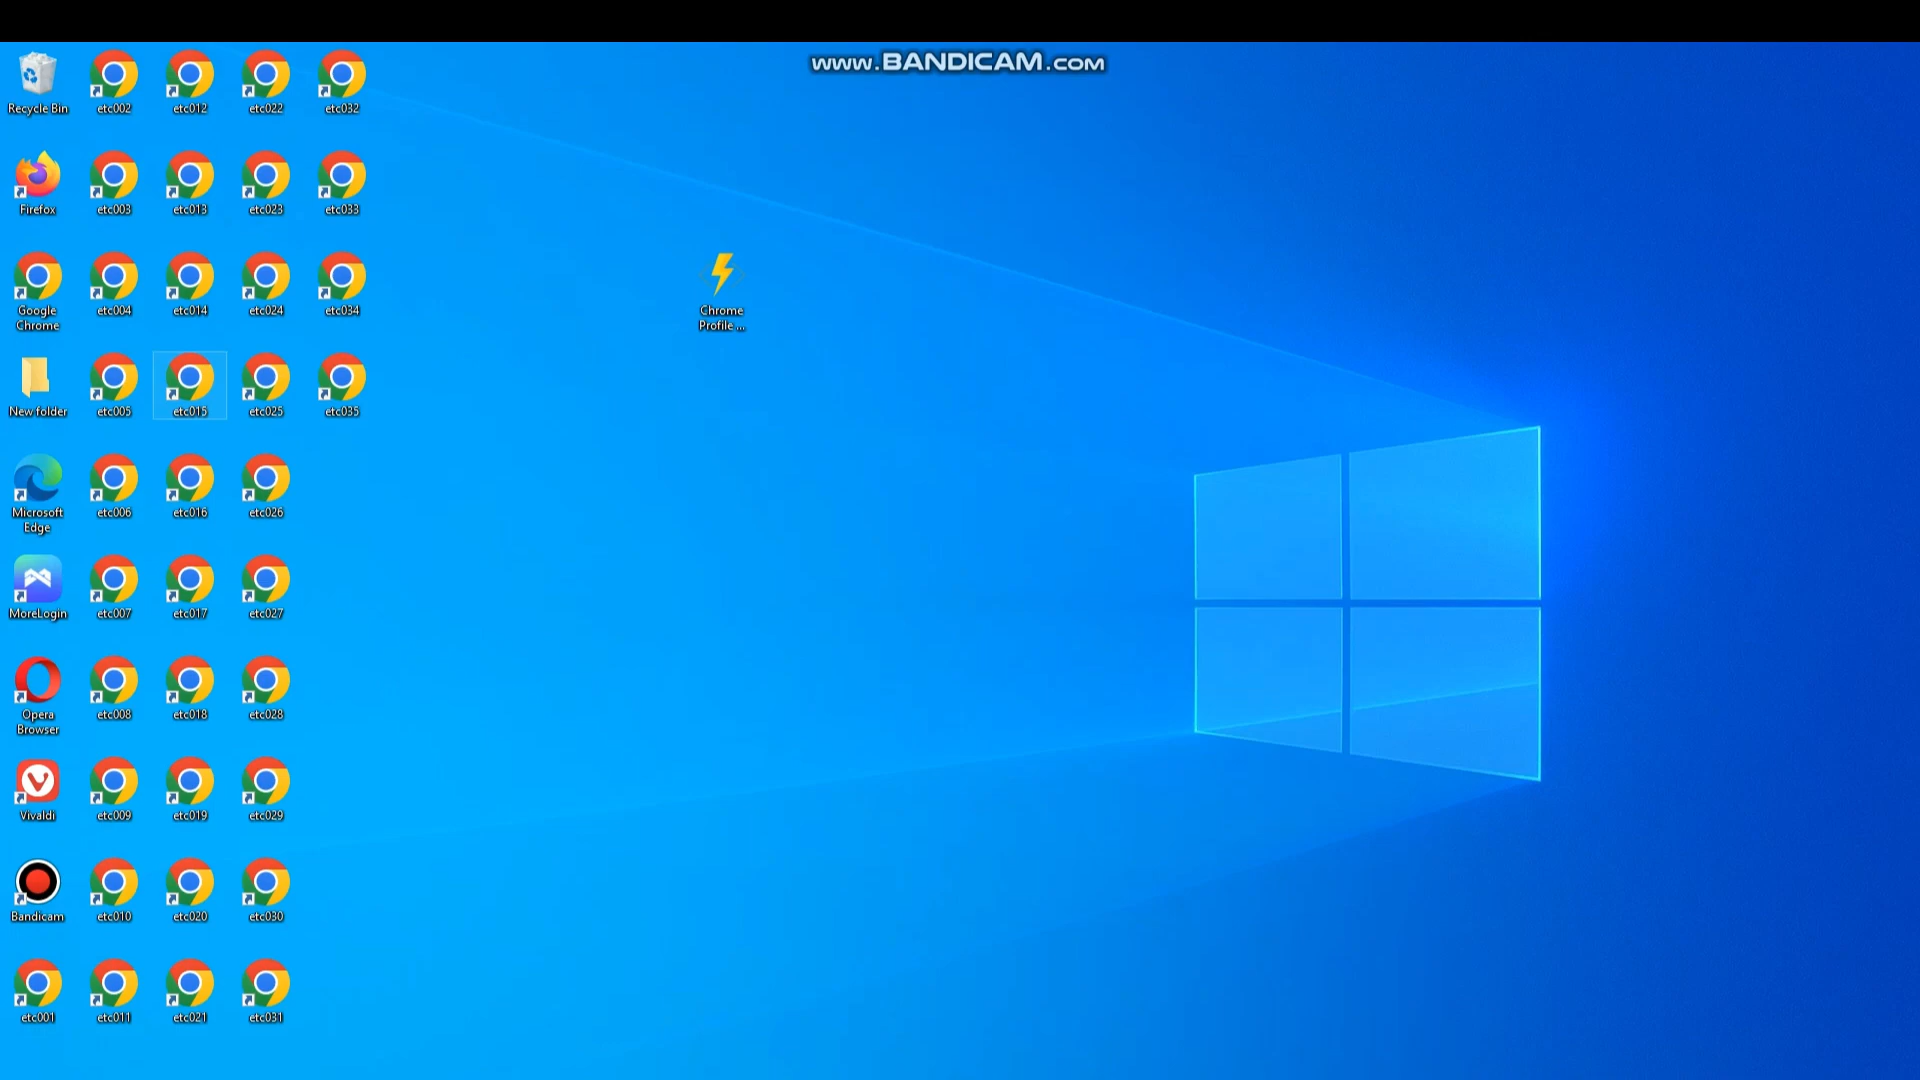 www.BANDICAM.COM
Recycle Bin
etc002
etc012
etc022
etc032
Firefox
etc003
etc013
etc023
etc033
Google
Chrome
etc004
etc014
etc024
etc034
Chrome
Profile ...
New folder
etc005
etc015
etc025
etc035
Microsoft
Edge
etc006
etc016
etc026
MoreLogin
etc007
etc017
etc027
Opera
Browser
etc008
etc018
etc028
Vivaldi
etc009
etc019
etc029
Bandicam
etc010
etc020
etc030
etc001
etc011
etc021
etc031